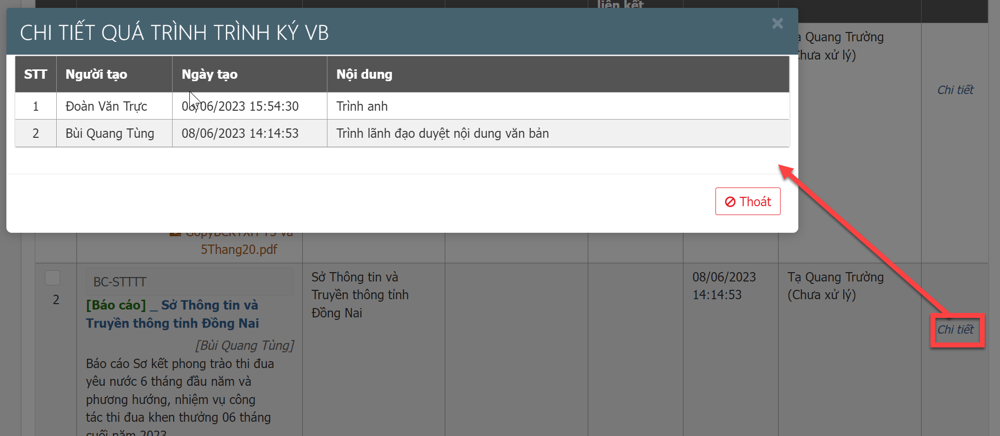 liên kết
CHI TIẾT QUÁ TRÌNH TRÌNH KÝ VB
STT Người tạo Ngày tạo Nội dung
1 Đoàn Văn Trực 08/06/2023 15:54:30 Trình anh
2 Bùi Quang Tùng 08/06/2023 14:14:53 Trình lãnh đạo duyệt nội dung văn bản
Thoát
Quang Trường
Chưa xử lý)
Chi tiết
5Thang20.pdf
2
BC-STTTT
[Báo cáo] _ Sở Thông tin và
Truyền thông tỉnh Đồng Nai
[Bùi Quang Tùng]
Báo cáo Sơ kết phong trào thi đua
yêu nước 6 tháng đầu năm và
phương hướng, nhiệm vụ công
tác thi đua khen thưởng 06 tháng
cuối năm 2023
Sở Thông tin và
Truyền thông tỉnh
Đồng Nai
08/06/2023
14:14:53
Tạ Quang Trường
(Chưa xử lý)
Chi tiết